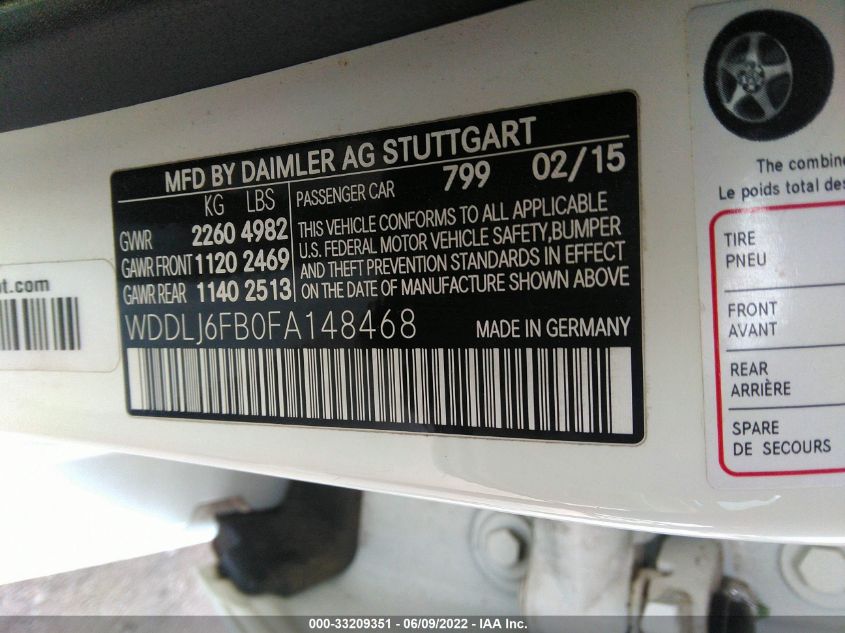 MFD BY DAIMLER AG STUTTGART
KG LBS PASSENGER CAR 799 02/15
GVWR 2260 4982
GAWR FRONT 1120 2469
GAWR REAR 1140 2513
THIS VEHICLE CONFORMS TO ALL APPLICABLE
U.S. FEDERAL MOTOR VEHICLE SAFETY,BUMPER
AND THEFT PREVENTION STANDARDS IN EFFECT
ON THE DATE OF MANUFACTURE SHOWN ABOVE
WDDLJ6FB0FA148468 MADE IN GERMANY
t.com
The combine
Le poids total des
TIRE
PNEU
FRONT
AVANT
REAR
ARRIÈRE
SPARE
DE SECOURS
000-33209351 - 06/09/2022 - IAA Inc.